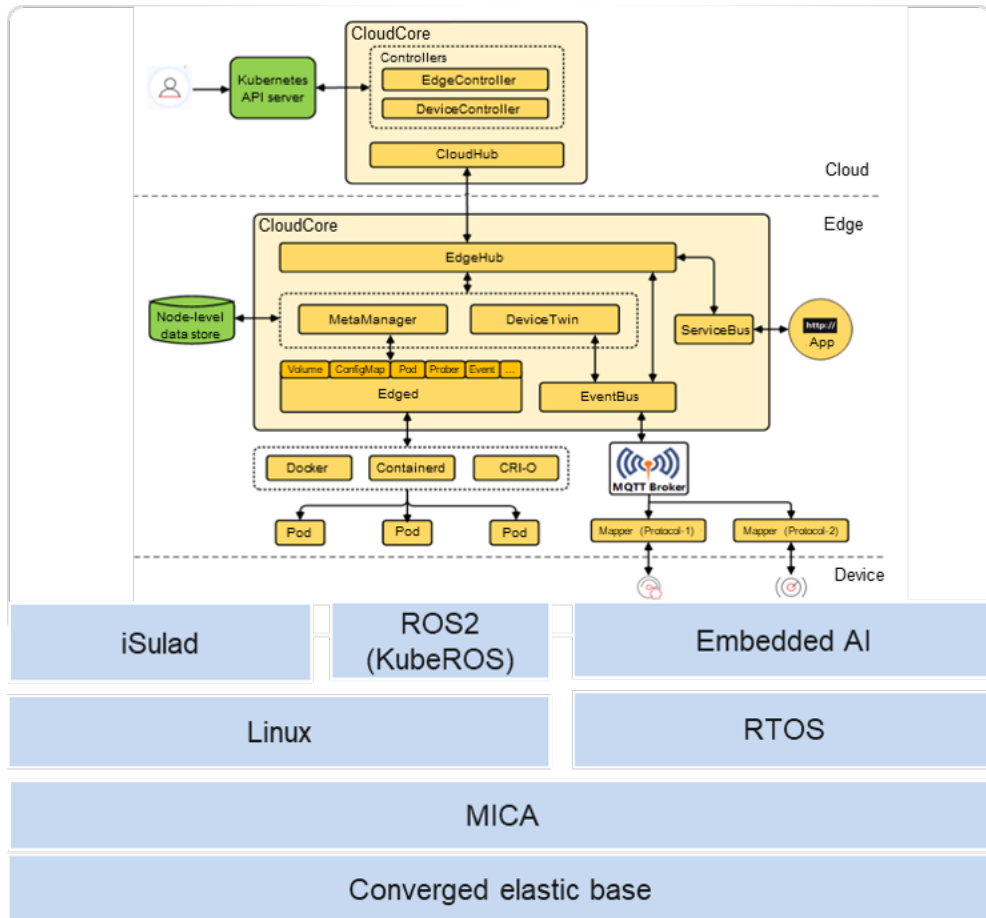 CloudCore
Controllers
EdgeController
DeviceController
Kubernetes
API server
CloudHub
Cloud
CloudCore
Edge
EdgeHub
Node-level
data store
MetaManager
DeviceTwin
ServiceBus
http://
App
Volume
ConfigMap
Pod
Prober
Event
...
Edged
EventBus
Docker
Containerd
CRI-O
MQTT Broker
Pod
Pod
Pod
Mapper (Protocal-1)
Mapper (Protocal-2)
Device
iSulad
ROS2
(KubeROS)
Embedded AI
Linux
RTOS
MICA
Converged elastic base